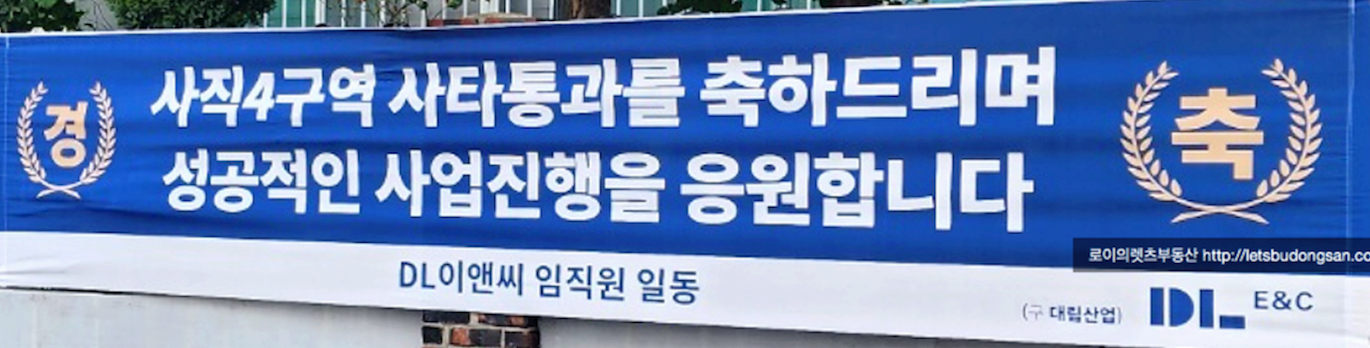 경
사직4구역 사타통과를 축하드리며
성공적인 사업진행을 응원합니다
축
로이의렛츠부동산 http://letsbudongsan.co
DL이앤씨 임직원 일동
(구 대림산업) DL E&C